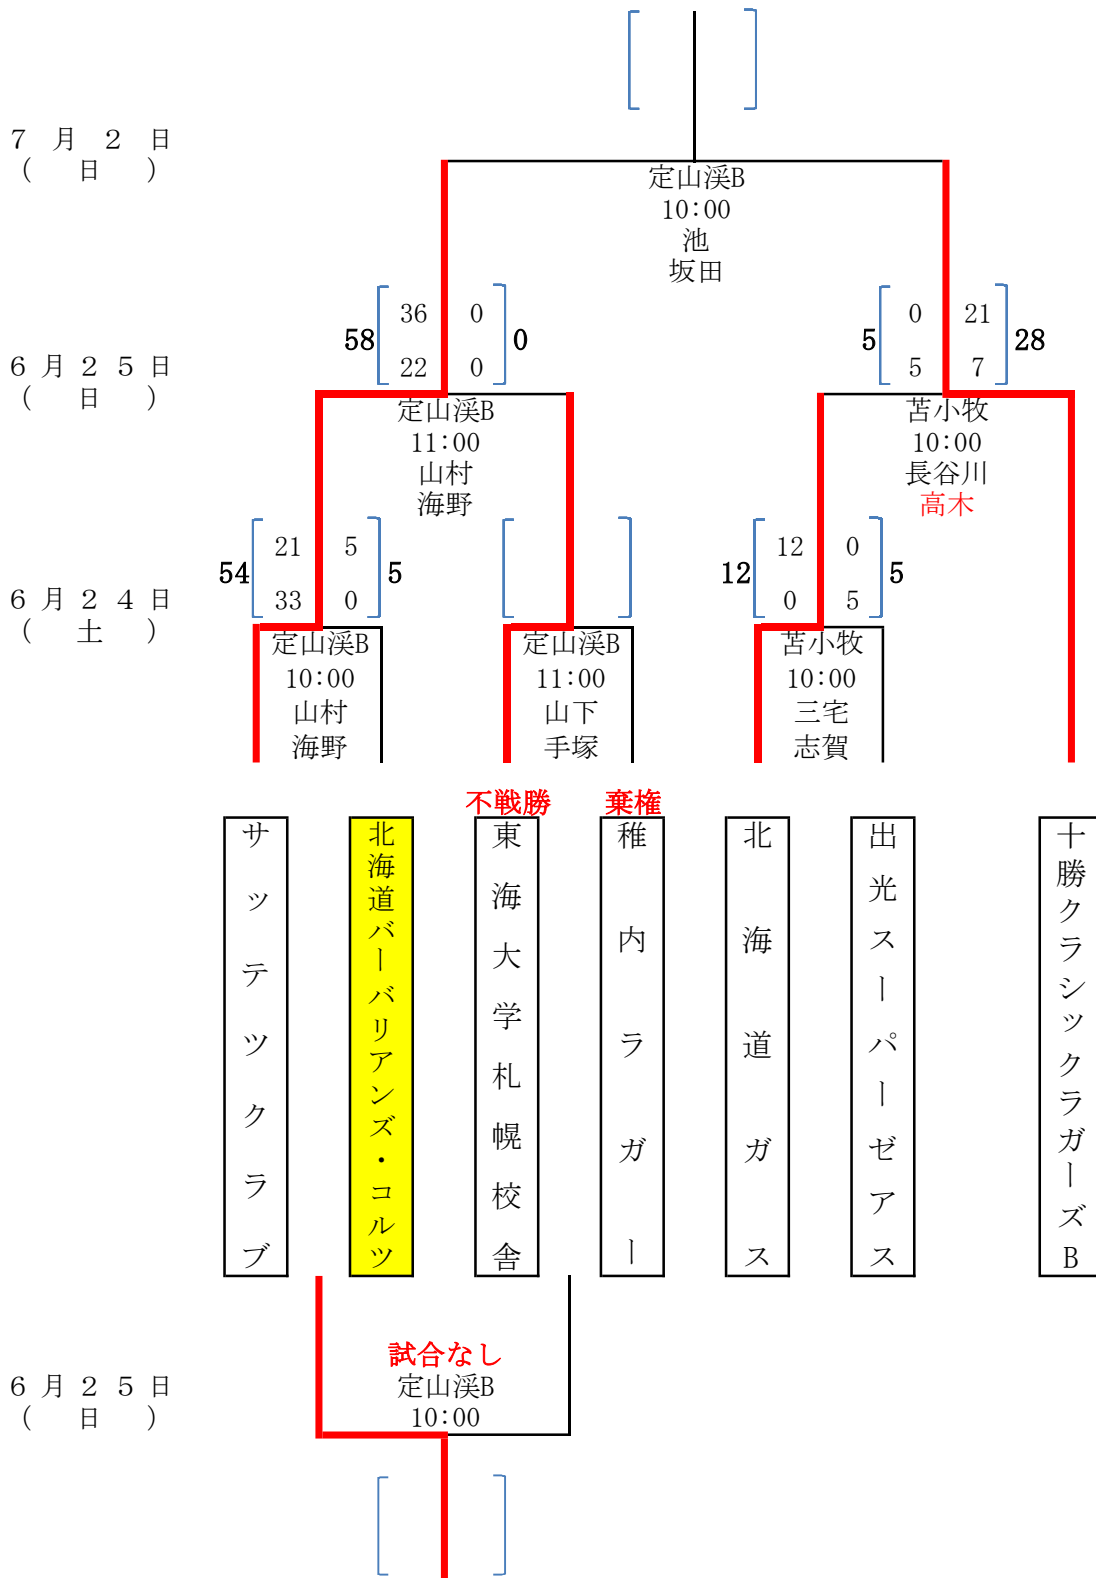 7 月 2 日
( 日 )
定山渓B
10:00
池
坂田
36 0
58 0
22 0
0 21
5 28
5 7
6 月 2 5 日
( 日 )
定山渓B
11:00
山村
海野
苫小牧
10:00
長谷川
高木
21 5
54 5
33 0
12 0
12 5
0 5
6 月 2 4 日
( 土 )
定山渓B
10:00
山村
海野
定山渓B
11:00
山下
手塚
苫小牧
10:00
三宅
志賀
不戦勝
棄権
サッテツクラブ
北海道バーバリアンズ・コルツ
東海大学札幌校舎
稚内ラガー
北海道ガス
出光スーパーゼアス
十勝クラシックラガーズB
試合なし
6 月 2 5 日
( 日 )
定山渓B
10:00